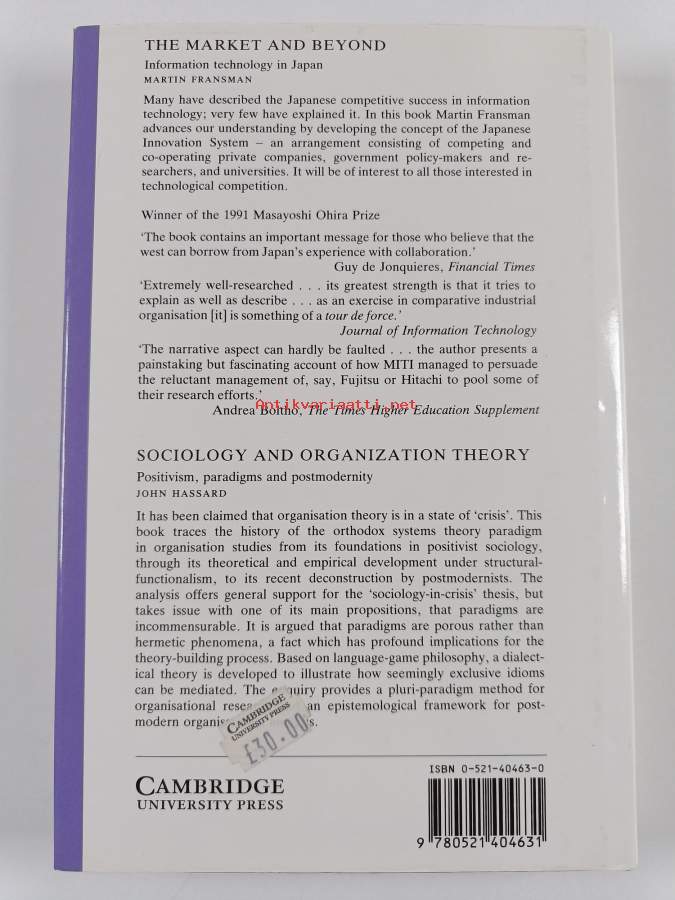 THE MARKET AND BEYOND
Information technology in Japan
MARTIN FRANSMAN
Many have described the Japanese competitive success in information
technology; very few have explained it. In this book Martin Fransman
advances our understanding by developing the concept of the Japanese
Innovation System – an arrangement consisting of competing and
co-operating private companies, government policy-makers and re-
searchers, and universities. It will be of interest to all those interested in
technological competition.
Winner of the 1991 Masayoshi Ohira Prize
‘The book contains an important message for those who believe that the
west can borrow from Japan’s experience with collaboration.’
Guy de Jonquieres, Financial Times
‘Extremely well-researched . . . its greatest strength is that it tries to
explain as well as describe . . . as an exercise in comparative industrial
organisation [it] is something of a tour de force.’
Journal of Information Technology
‘The narrative aspect can hardly be faulted . . . the author presents a
painstaking but fascinating account of how MITI managed to persuade
the reluctant management of, say, Fujitsu or Hitachi to pool some of
their research efforts.’
Antikvariaatti.net
Andrea Boltho, The Times Higher Education Supplement
SOCIOLOGY AND ORGANIZATION THEORY
Positivism, paradigms and postmodernity
JOHN HASSARD
It has been claimed that organisation theory is in a state of ‘crisis’. This
book traces the history of the orthodox systems theory paradigm
in organisation studies from its foundations in positivist sociology,
through its theoretical and empirical development under structural-
functionalism, to its recent deconstruction by postmodernists. The
analysis offers general support for the ‘sociology-in-crisis’ thesis, but
takes issue with one of its main propositions, that paradigms are
incommensurable. It is argued that paradigms are porous rather than
hermetic phenomena, a fact which has profound implications for the
theory-building process. Based on language-game philosophy, a dialect-
ical theory is developed to illustrate how seemingly exclusive idioms
can be mediated. The enquiry provides a pluri-paradigm method for
organisational an epistemological framework for post-
modern
CAMBRIDGE
UNIVERSITY PRESS
£30.00
CAMBRIDGE
UNIVERSITY PRESS
ISBN 0-521-40463-0
9 780521 404631